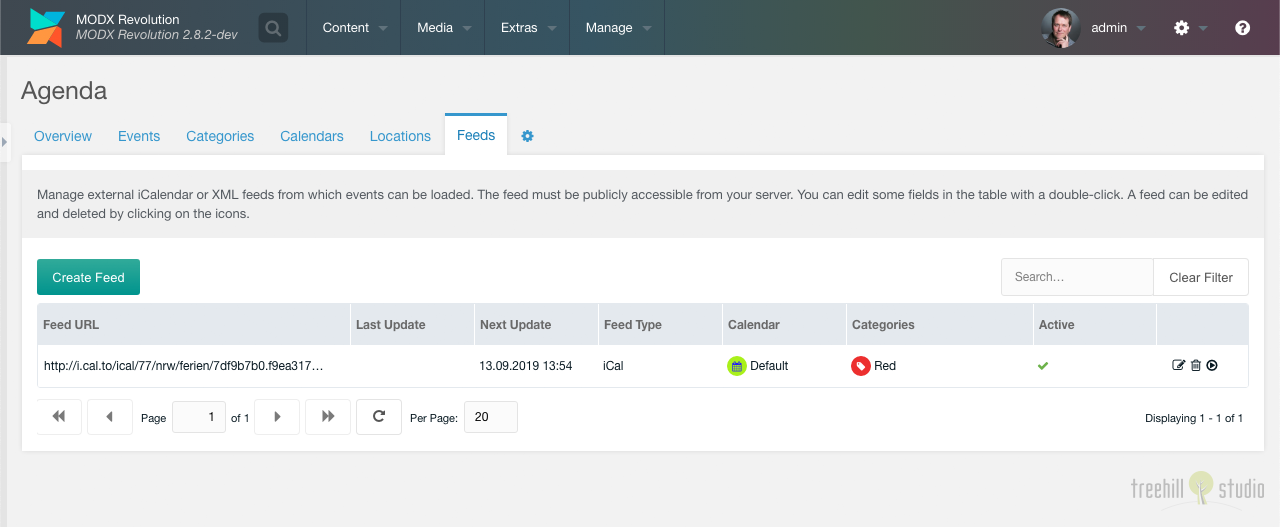 MODX Revolution
MODX Revolution 2.8.2-dev
Content
Media
Extras
Manage
admin
Agenda
Overview
Events
Categories
Calendars
Locations
Feeds
Manage external iCalendar or XML feeds from which events can be loaded. The feed must be publicly accessible from your server. You can edit some fields in the table with a double-click. A feed can be edited
and deleted by clicking on the icons.
Create Feed
Search...
Clear Filter
Feed URL Last Update Next Update Feed Type Calendar Categories Active
http://i.cal.to/ical/77/nrw/ferien/7df9b7b0.f9ea317... 13.09.2019 13:54 iCal Default Red
Page 1 of 1 Per Page: 20 Displaying 1 - 1 of 1
treehill studio